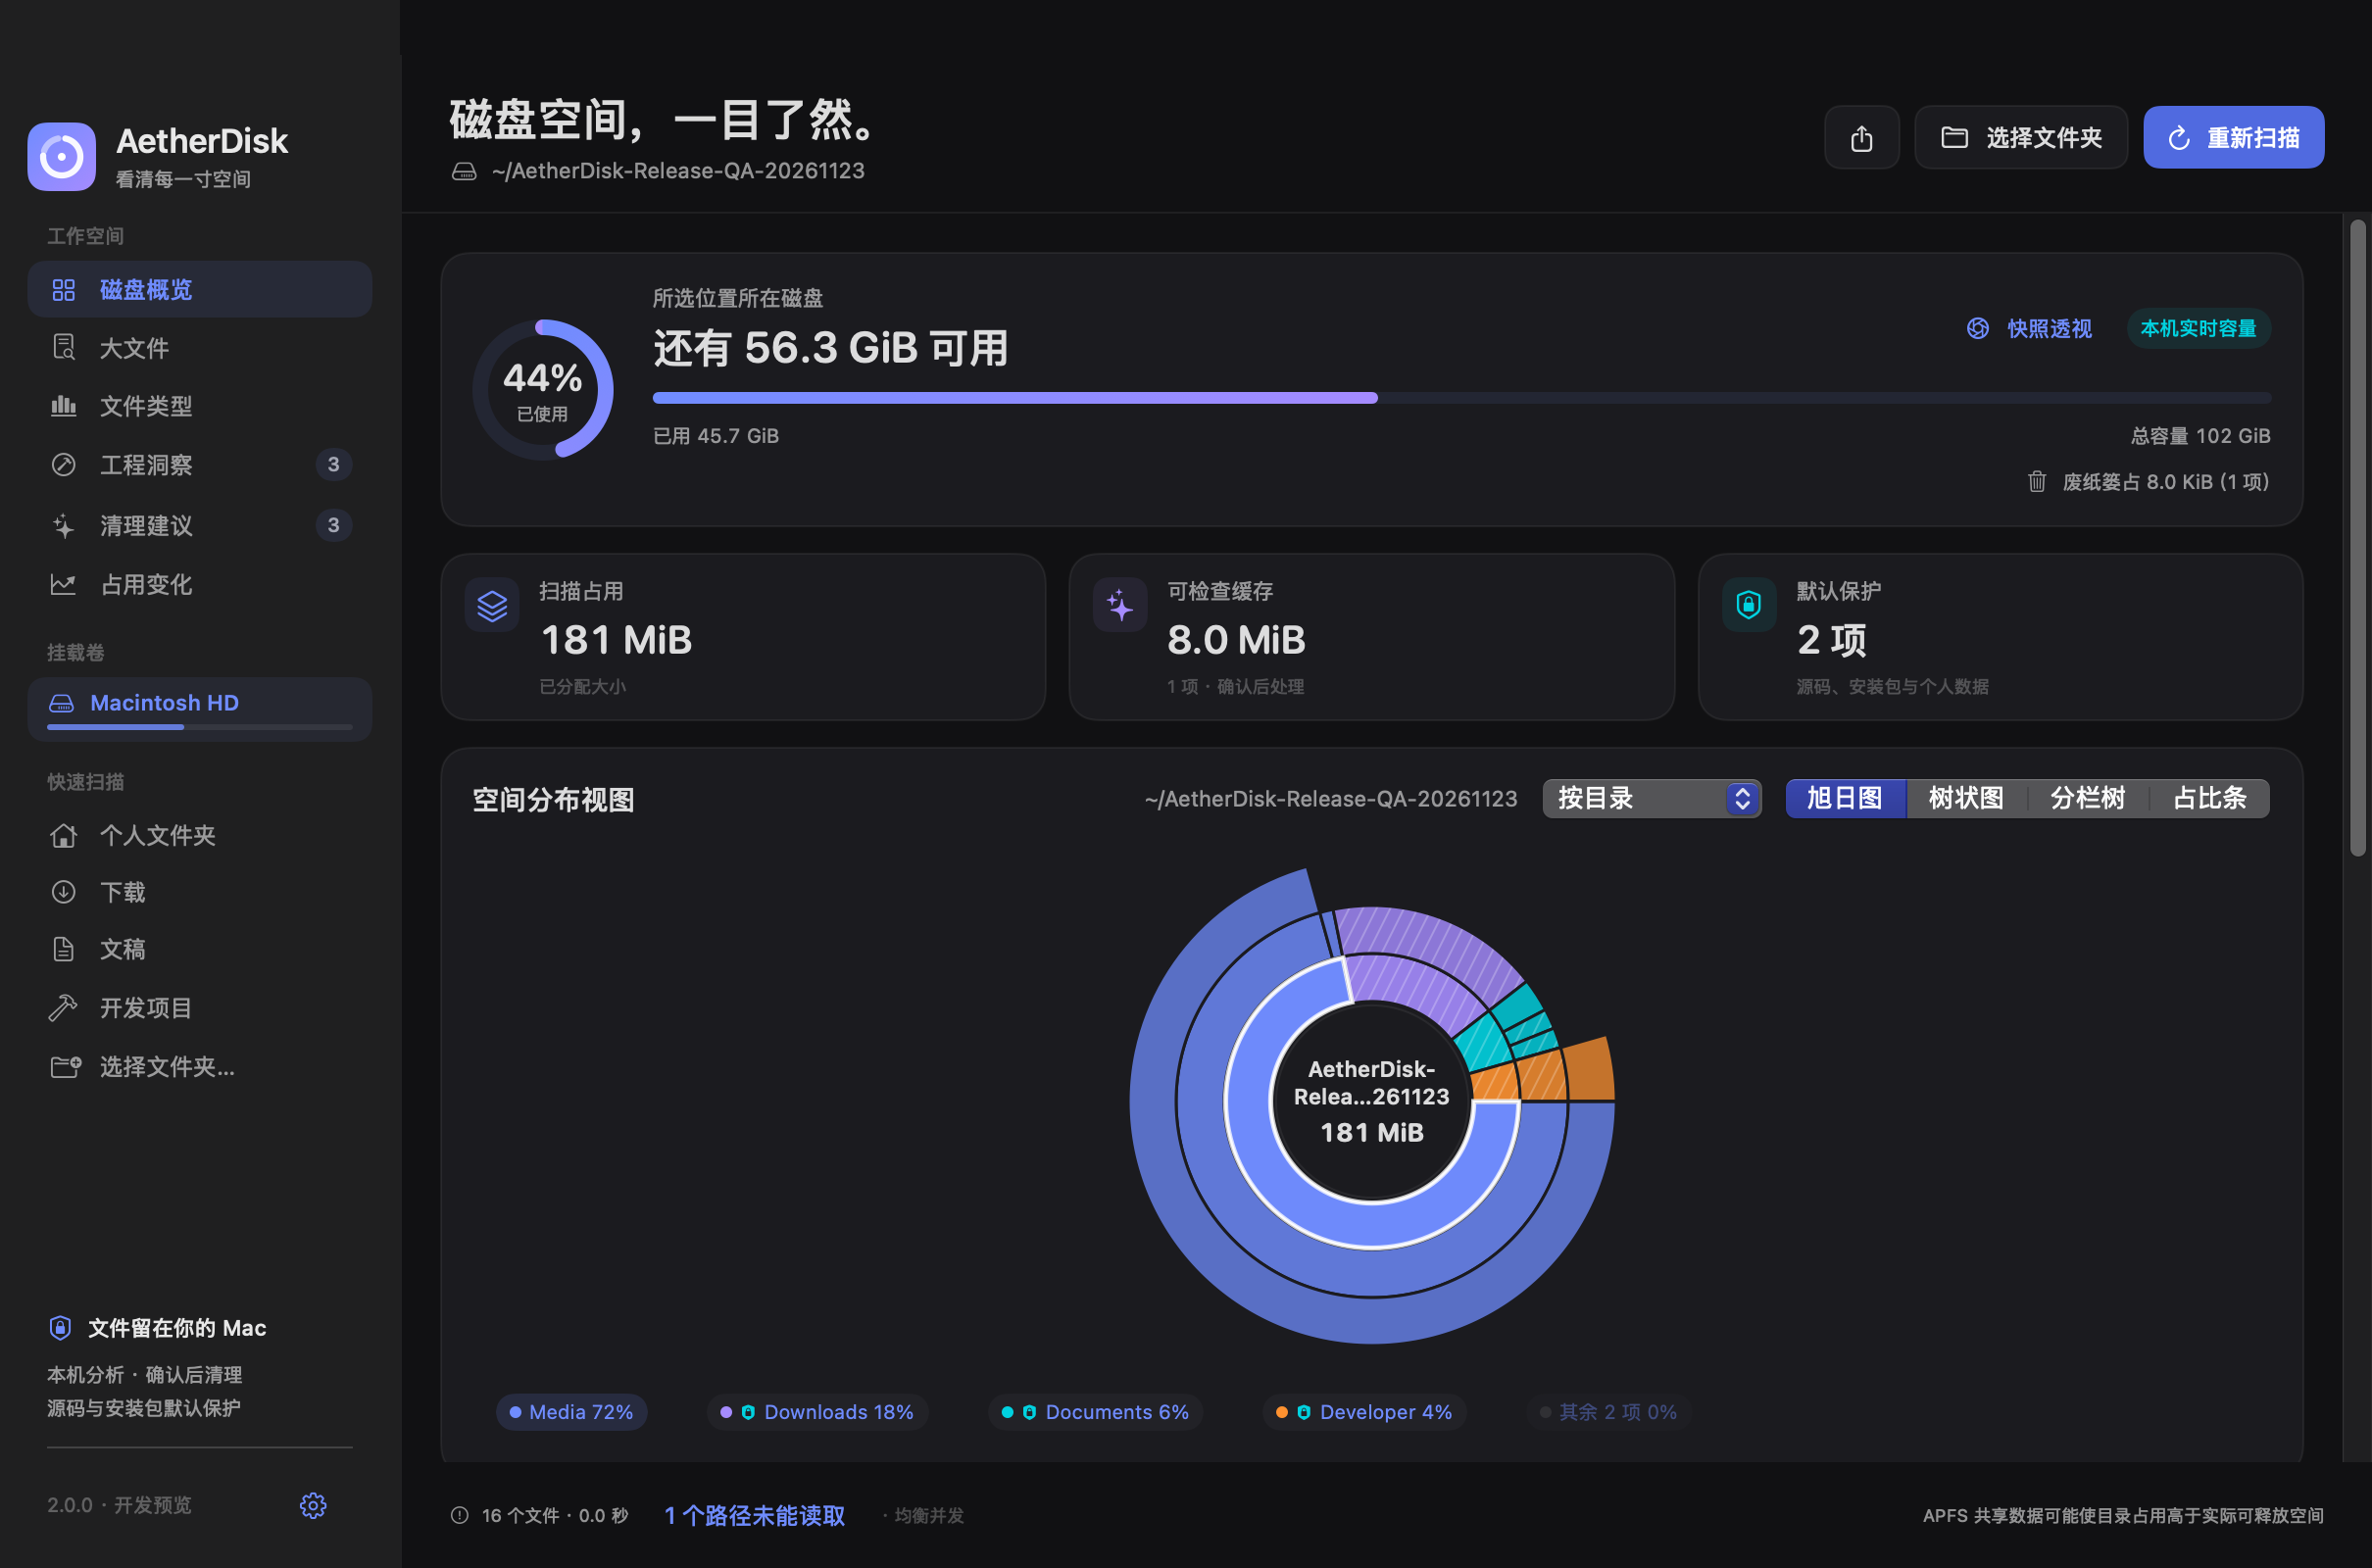 AetherDisk
看清每一寸空间
工作空间
磁盘概览
大文件
文件类型
工程洞察 3
清理建议 3
占用变化
挂载卷
Macintosh HD
快速扫描
个人文件夹
下载
文稿
开发项目
选择文件夹...
文件留在你的 Mac
本机分析 · 确认后清理
源码与安装包默认保护
2.0.0 · 开发预览
磁盘空间，一目了然。
~/AetherDisk-Release-QA-20261123
选择文件夹
重新扫描
44%
已使用
所选位置所在磁盘
还有 56.3 GiB 可用
快照透视
本机实时容量
已用 45.7 GiB
总容量 102 GiB
废纸篓占 8.0 KiB (1 项)
扫描占用
181 MiB
已分配大小
可检查缓存
8.0 MiB
1 项 · 确认后处理
默认保护
2 项
源码、安装包与个人数据
空间分布视图
~/AetherDisk-Release-QA-20261123
按目录
旭日图
树状图
分栏树
占比条
AetherDisk-
Relea...261123
181 MiB
Media 72%
Downloads 18%
Documents 6%
Developer 4%
其余 2 项 0%
16 个文件 · 0.0 秒
1 个路径未能读取
· 均衡并发
APFS 共享数据可能使目录占用高于实际可释放空间